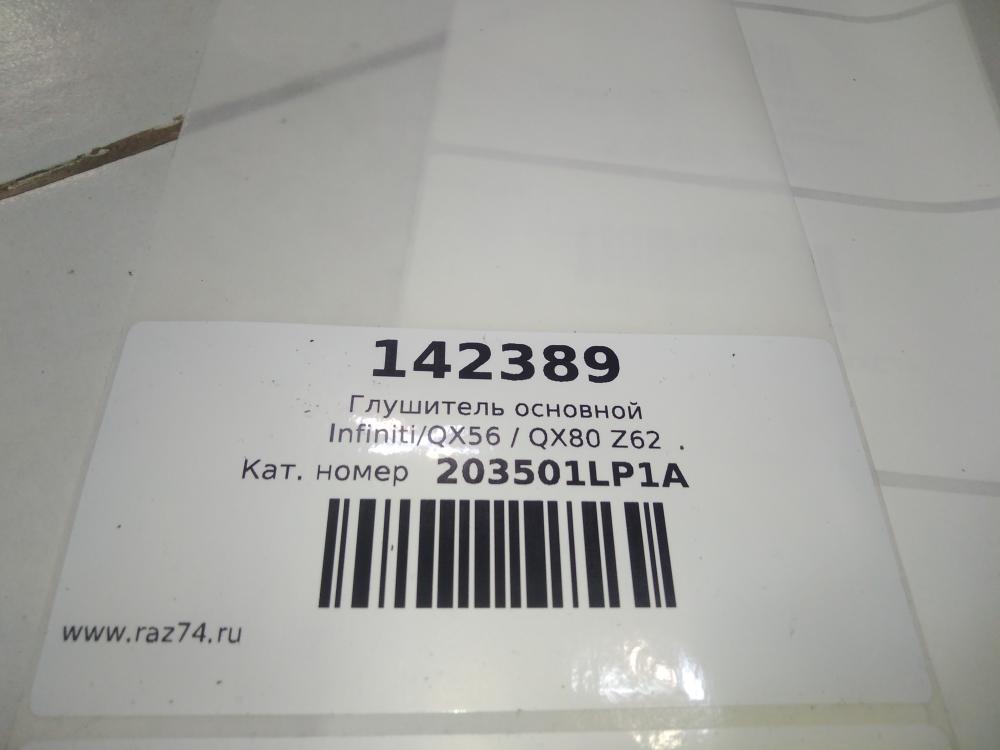 142389
Глушитель основной
Infiniti/QX56 / QX80 Z62 .
Кат. номер 203501LP1A
www.raz74.ru